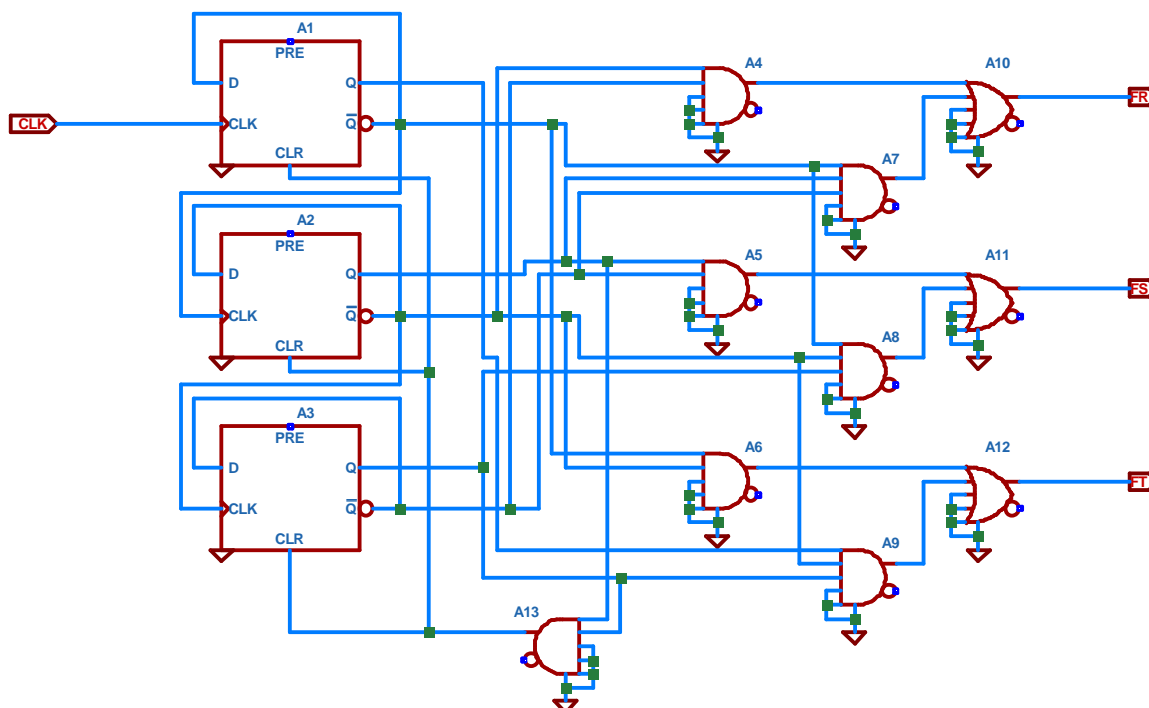 A1
PRE
D
Q
CLK
CLK
Q
CLR
A2
PRE
D
Q
CLK
Q
CLR
A3
PRE
D
Q
CLK
Q
CLR
A4
A10
FR
A7
A5
A11
FS
A8
A6
A12
FT
A9
A13